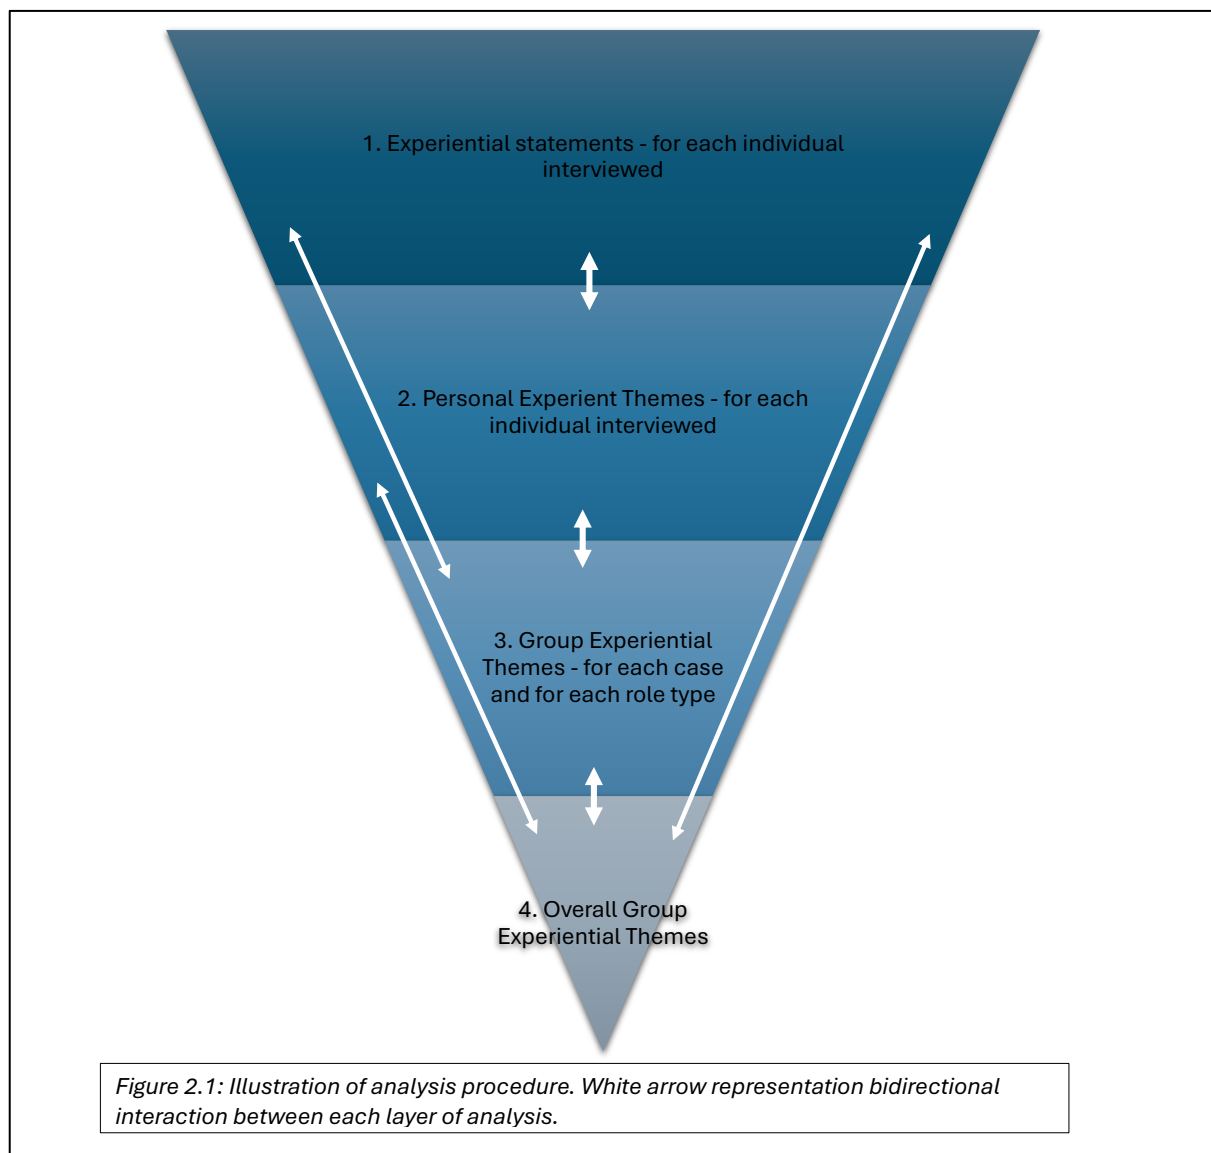 1. Experiential statements - for each individual
interviewed
2. Personal Experient Themes - for each
individual interviewed
3. Group Experiential
Themes - for each case
and for each role type
4. Overall Group
Experiential Themes
Figure 2.1: Illustration of analysis procedure. White arrow representation bidirectional
interaction between each layer of analysis.